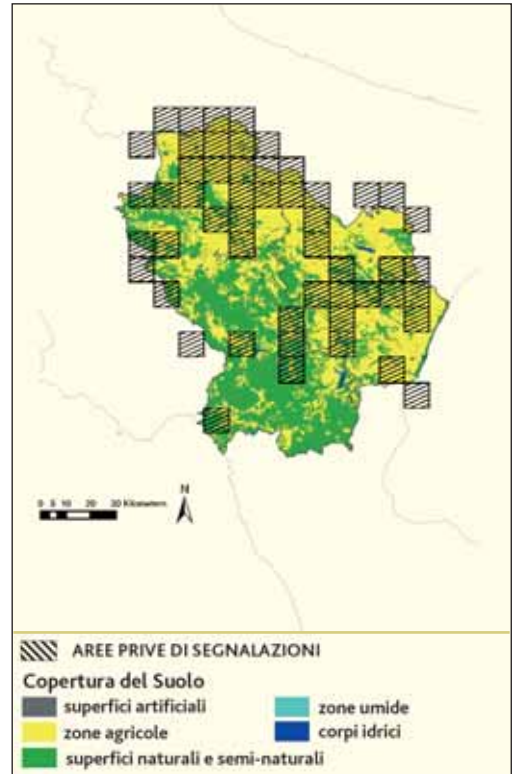 N
0 5 10 20 30 Kilometers
AREE PRIVE DI SEGNALAZIONI
Copertura del Suolo
superfici artificiali
zone umide
zone agricole
corpi idrici
superfici naturali e semi-naturali